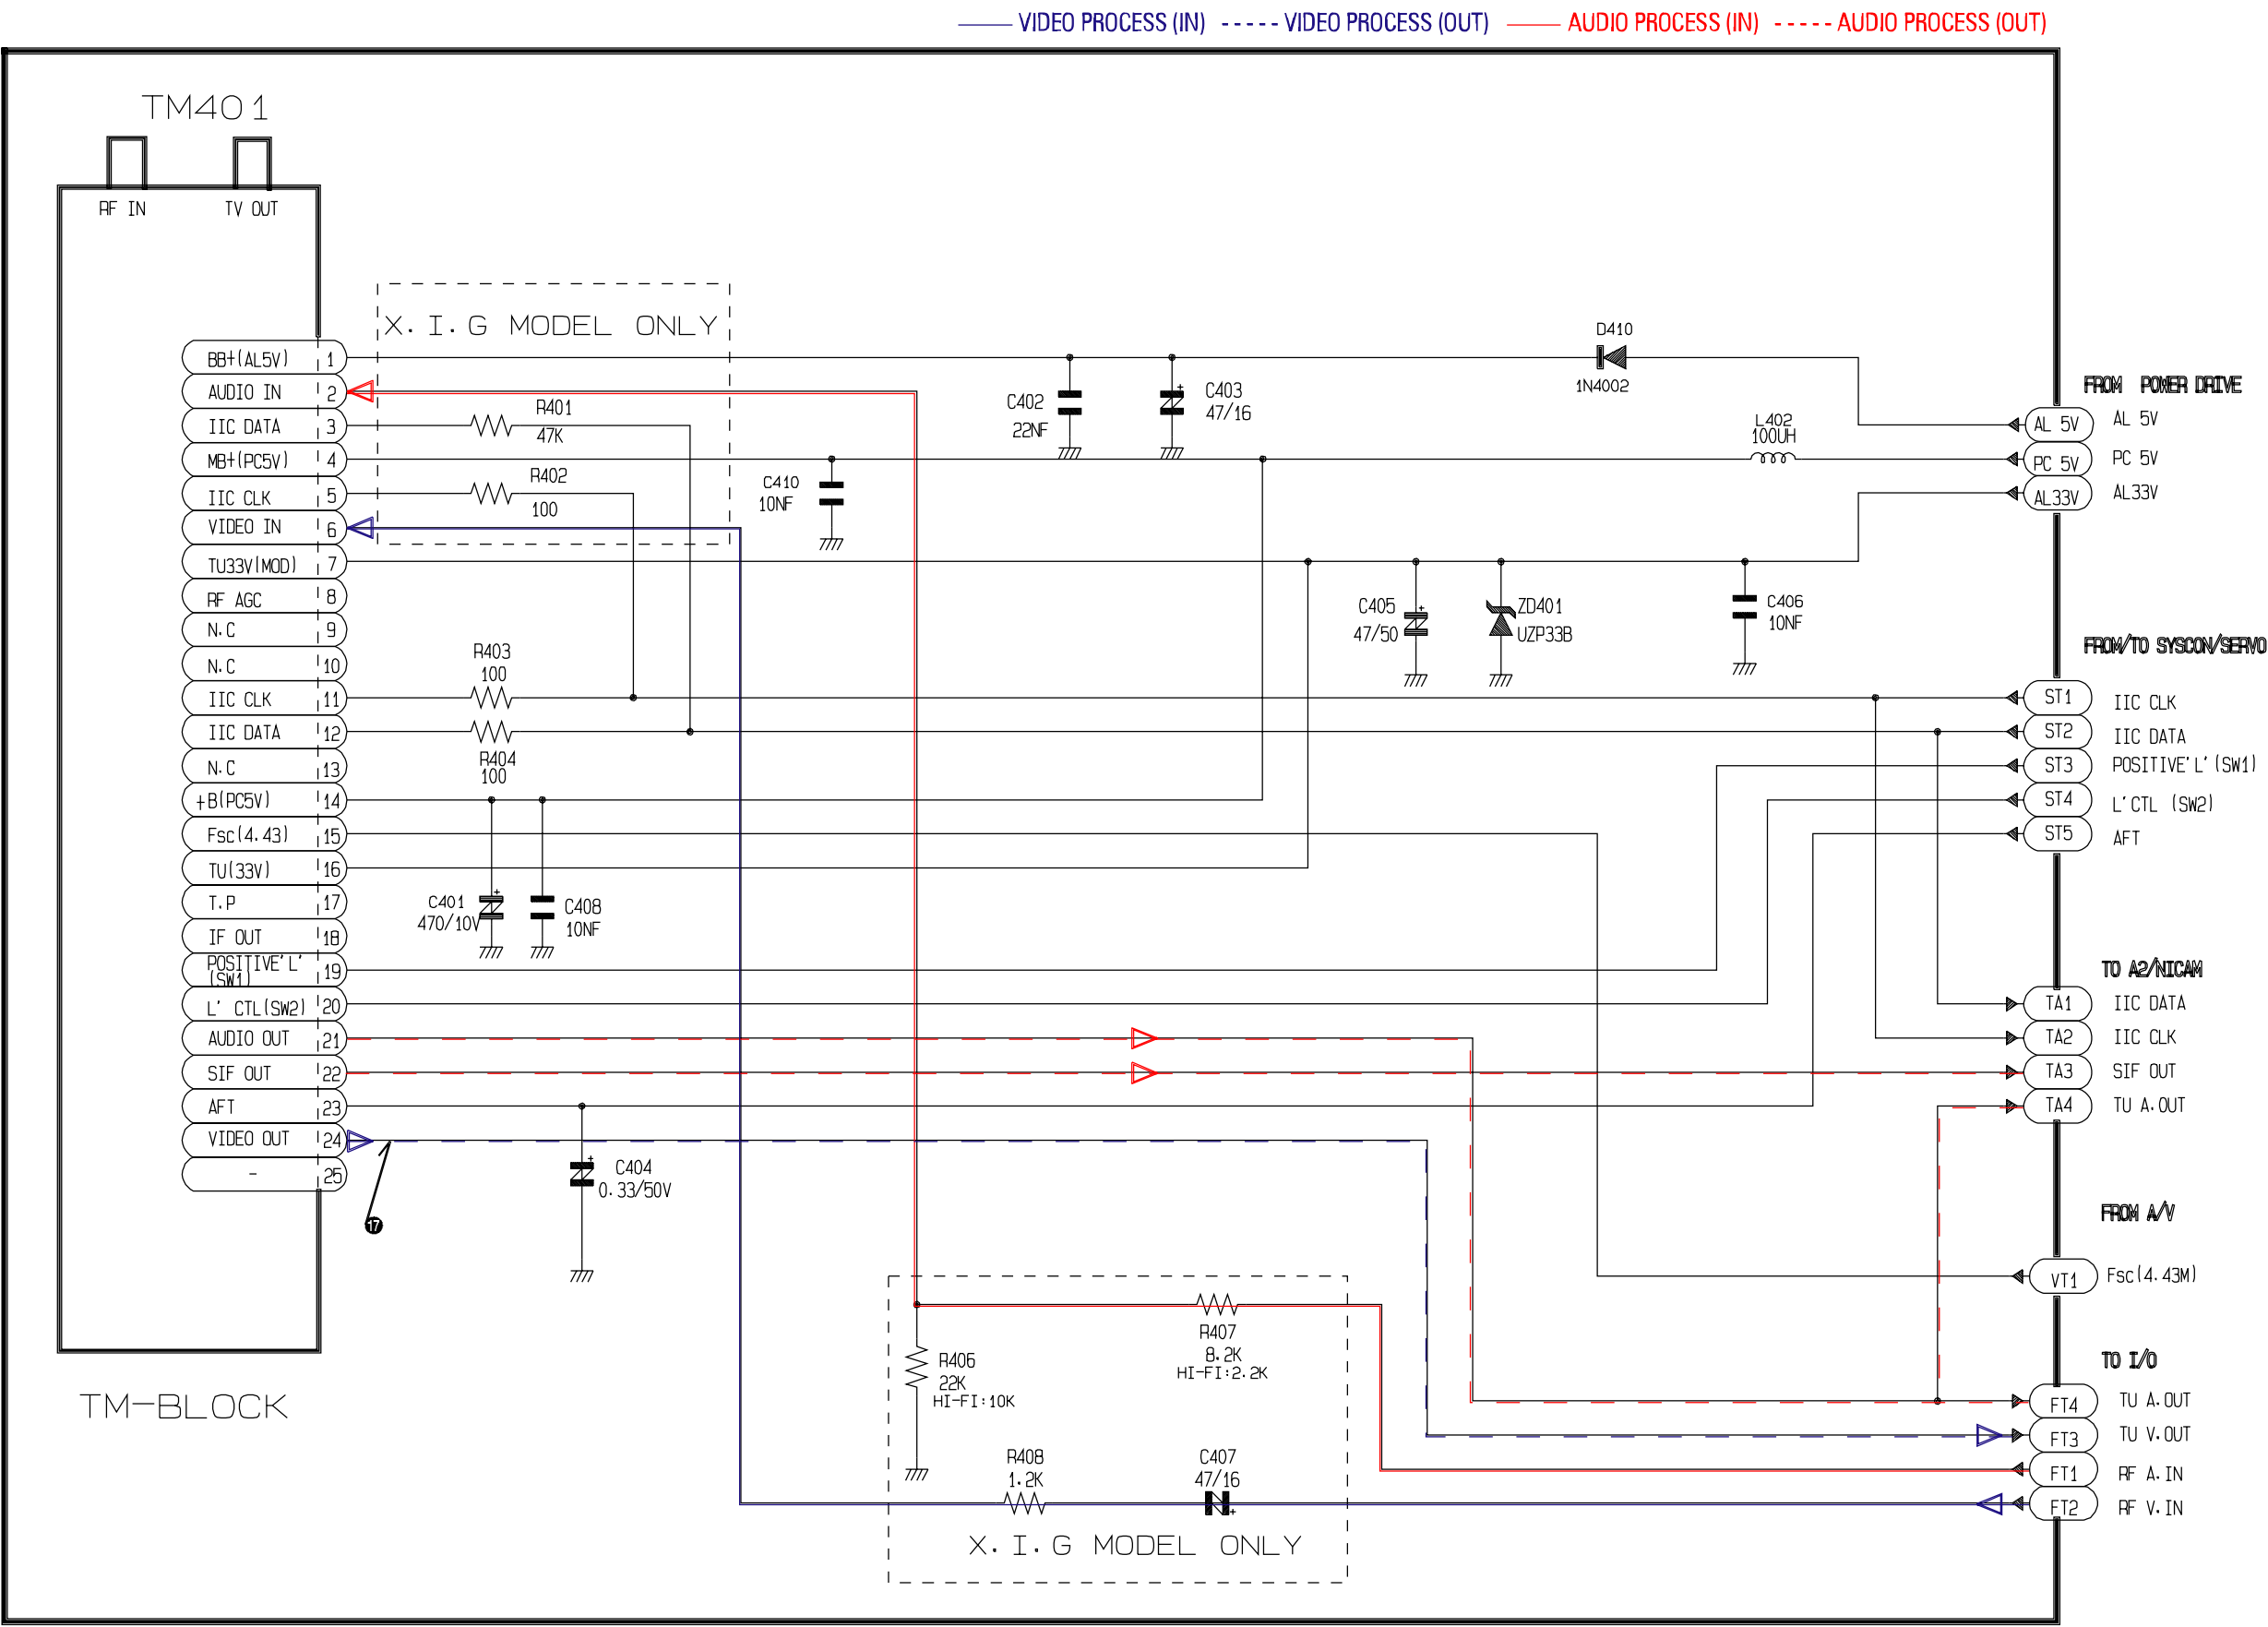 VIDEO PROCESS (IN) VIDEO PROCESS (OUT) AUDIO PROCESS (IN) AUDIO PROCESS (OUT)
TM401
RF IN
TV OUT
X.I.G MODEL ONLY
BB+(AL5V) 1
AUDIO IN 2
IIC DATA 3
MB+(PC5V) 4
IIC CLK 5
VIDEO IN 6
TU33V(MOD) 7
RF AGC 8
N.C 9
N.C 10
IIC CLK 11
IIC DATA 12
N.C 13
+B(PC5V) 14
Fsc(4.43) 15
TU(33V) 16
T.P 17
IF OUT 18
POSITIVE'L'
(SW1) 19
L' CTL(SW2) 20
AUDIO OUT 21
SIF OUT 22
AFT 23
VIDEO OUT 24
- 25
17
TM-BLOCK
R401
47K
R402
100
R403
100
R404
100
C401
470/10V
C408
10NF
C410
10NF
C402
22NF
C403
47/16
D410
1N4002
L402
100UH
C405
47/50
ZD401
UZP33B
C406
10NF
C404
0.33/50V
R407
8.2K
HI-FI:2.2K
R406
22K
HI-FI:10K
R408
1.2K
C407
47/16
X.I.G MODEL ONLY
FROM POWER DRIVE
AL 5V AL 5V
PC 5V PC 5V
AL33V AL33V
FROM/TO SYSCON/SERVO
ST1 IIC CLK
ST2 IIC DATA
ST3 POSITIVE'L'(SW1)
ST4 L'CTL (SW2)
ST5 AFT
TO A2/NICAM
TA1 IIC DATA
TA2 IIC CLK
TA3 SIF OUT
TA4 TU A.OUT
FROM A/V
VT1 Fsc(4.43M)
TO I/O
FT4 TU A.OUT
FT3 TU V.OUT
FT1 RF A.IN
FT2 RF V.IN